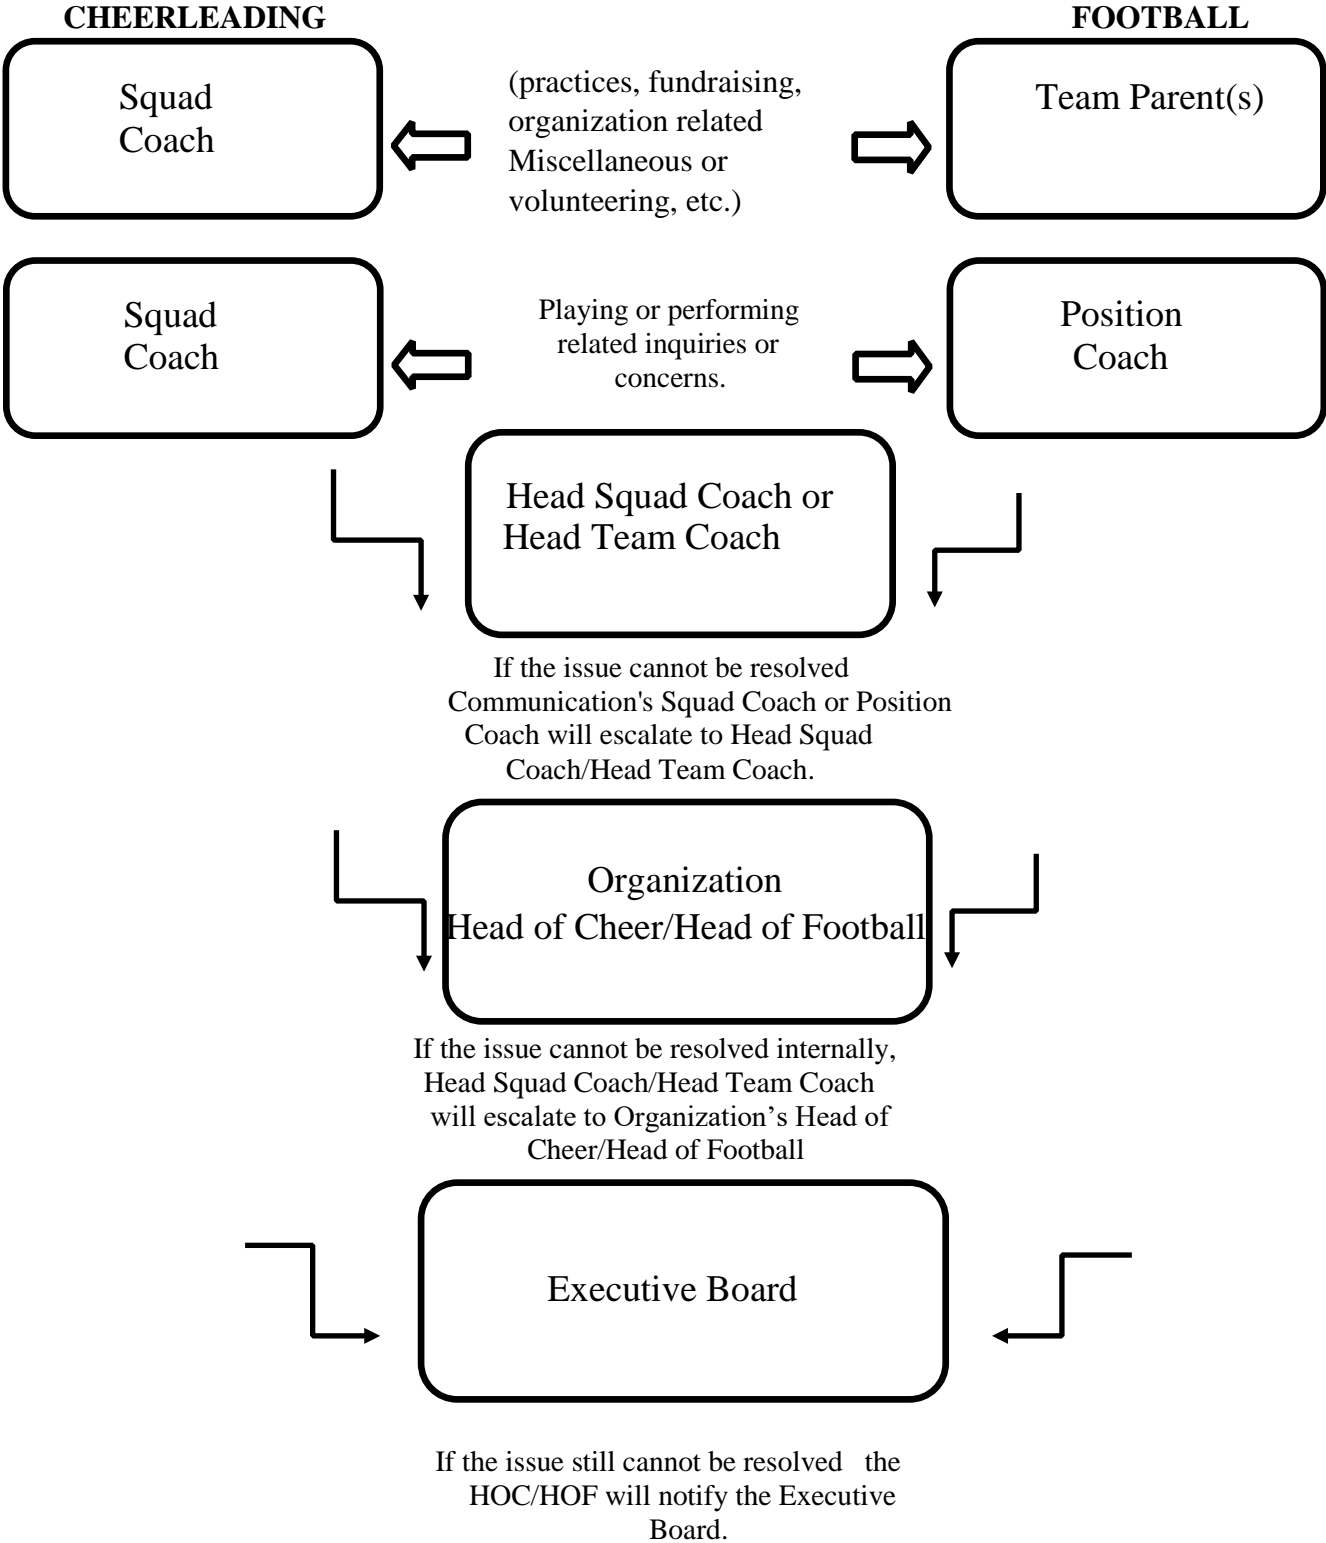 CHEERLEADING
FOOTBALL
Squad
Coach
(practices, fundraising,
organization related
Miscellaneous or
volunteering, etc.)
Team Parent(s)
Squad
Coach
Playing or performing
related inquiries or
concerns.
Position
Coach
Head Squad Coach or
Head Team Coach
If the issue cannot be resolved
Communication's Squad Coach or Position
Coach will escalate to Head Squad
Coach/Head Team Coach.
Organization
Head of Cheer/Head of Football
If the issue cannot be resolved internally,
Head Squad Coach/Head Team Coach
will escalate to Organization’s Head of
Cheer/Head of Football
Executive Board
If the issue still cannot be resolved   the
HOC/HOF will notify the Executive
Board.